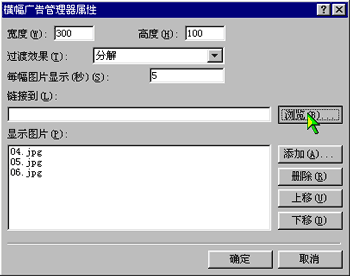 横幅广告管理器属性
宽度(W): 300 高度(H): 100
过渡效果(T): 分解
每幅图片显示(秒)(S): 5
链接到(L):
浏览(R)...
显示图片(P):
04.jpg
05.jpg
06.jpg
添加(A)...
删除(R)
上移(U)
下移(D)
确定 取消